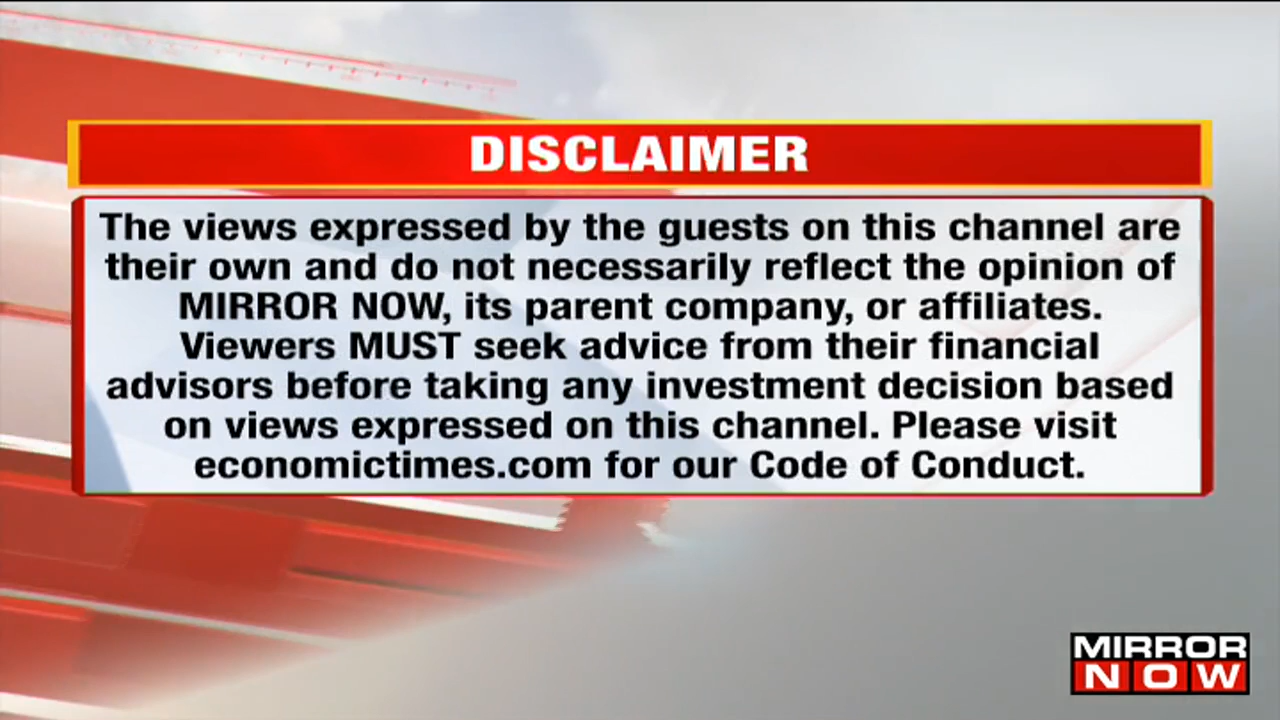 DISCLAIMER
The views expressed by the guests on this channel are
their own and do not necessarily reflect the opinion of
MIRROR NOW, its parent company, or affiliates.
Viewers MUST seek advice from their financial
advisors before taking any investment decision based
on views expressed on this channel. Please visit
economictimes.com for our Code of Conduct.
MIRROR
NOW